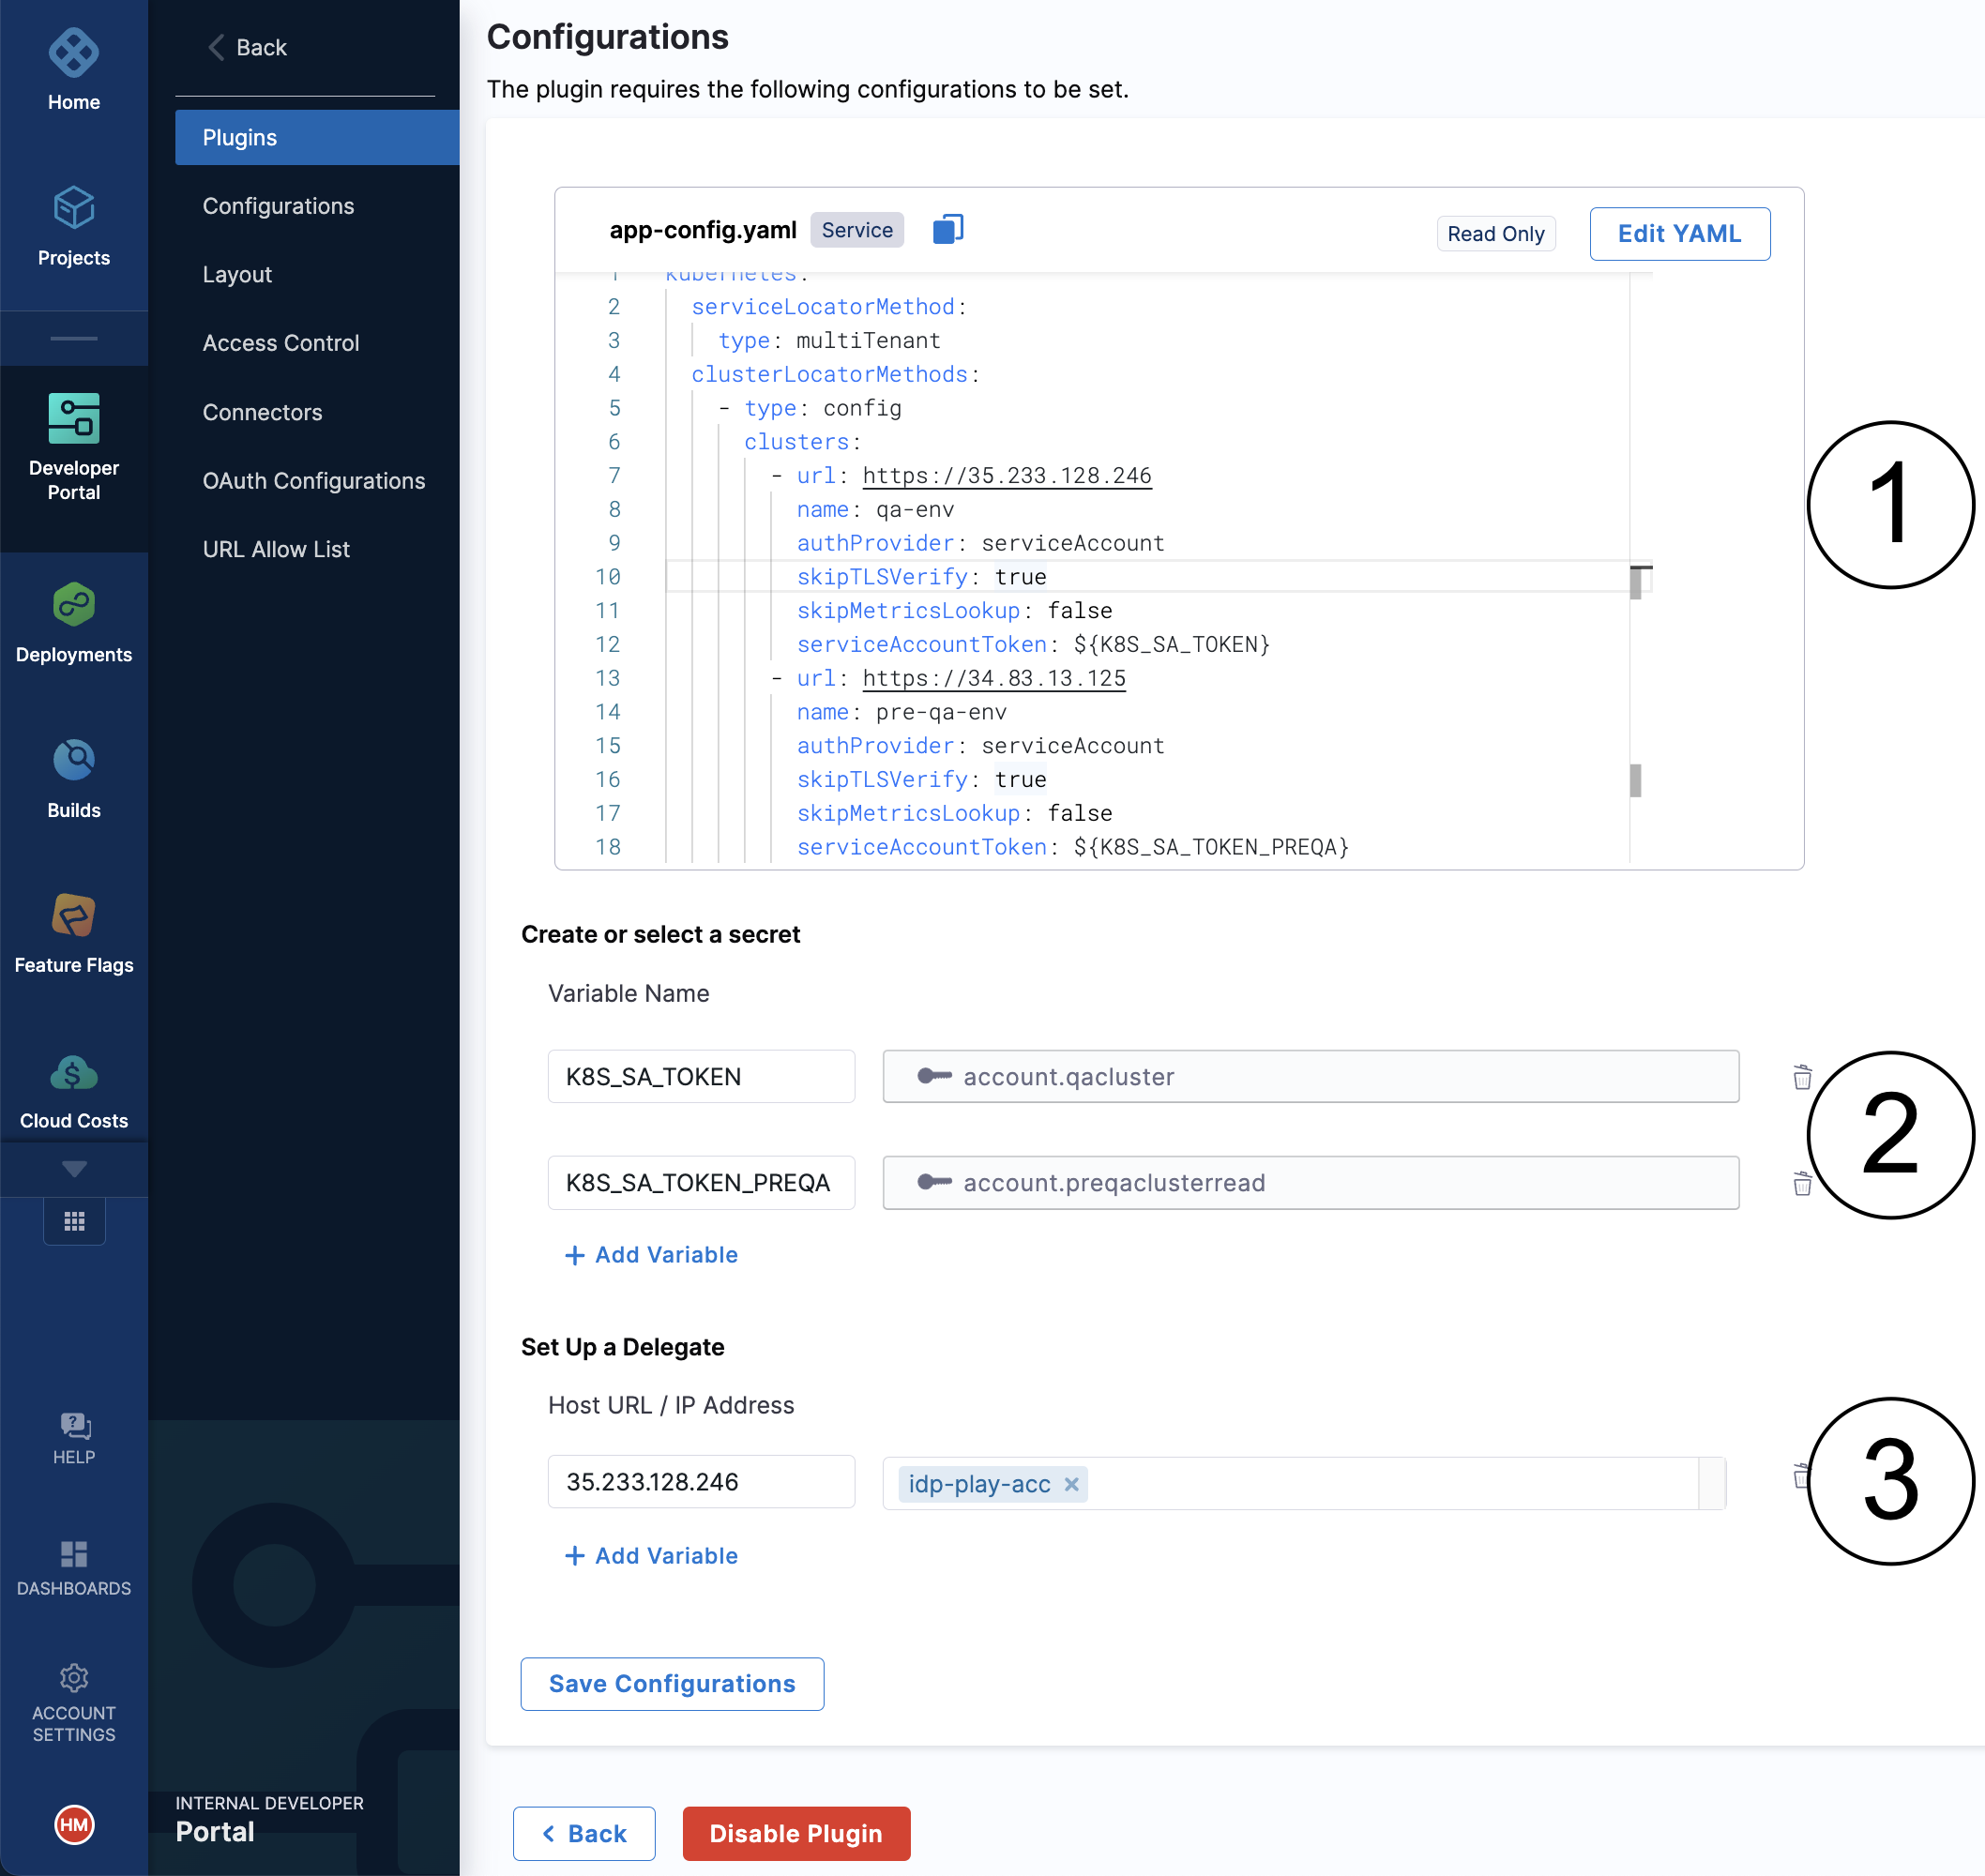 Home
Projects
Developer
Portal
Deployments
Builds
Feature Flags
Cloud Costs
HELP
DASHBOARDS
ACCOUNT
SETTINGS
HM
Back
Plugins
Configurations
Layout
Access Control
Connectors
OAuth Configurations
URL Allow List
INTERNAL DEVELOPER
Portal
Configurations
The plugin requires the following configurations to be set.
app-config.yaml Service Read Only Edit YAML
1 kubernetes:
2 serviceLocatorMethod:
3 type: multiTenant
4 clusterLocatorMethods:
5 - type: config
6 clusters:
7 - url: https://35.233.128.246
8 name: qa-env
9 authProvider: serviceAccount
10 skipTLSVerify: true
11 skipMetricsLookup: false
12 serviceAccountToken: ${K8S_SA_TOKEN}
13 - url: https://34.83.13.125
14 name: pre-qa-env
15 authProvider: serviceAccount
16 skipTLSVerify: true
17 skipMetricsLookup: false
18 serviceAccountToken: ${K8S_SA_TOKEN_PREQA}
1
Create or select a secret
Variable Name
K8S_SA_TOKEN account.qacluster
K8S_SA_TOKEN_PREQA account.preqaclusterread
+ Add Variable
2
Set Up a Delegate
Host URL / IP Address
35.233.128.246 idp-play-acc ×
+ Add Variable
3
Save Configurations
Back Disable Plugin